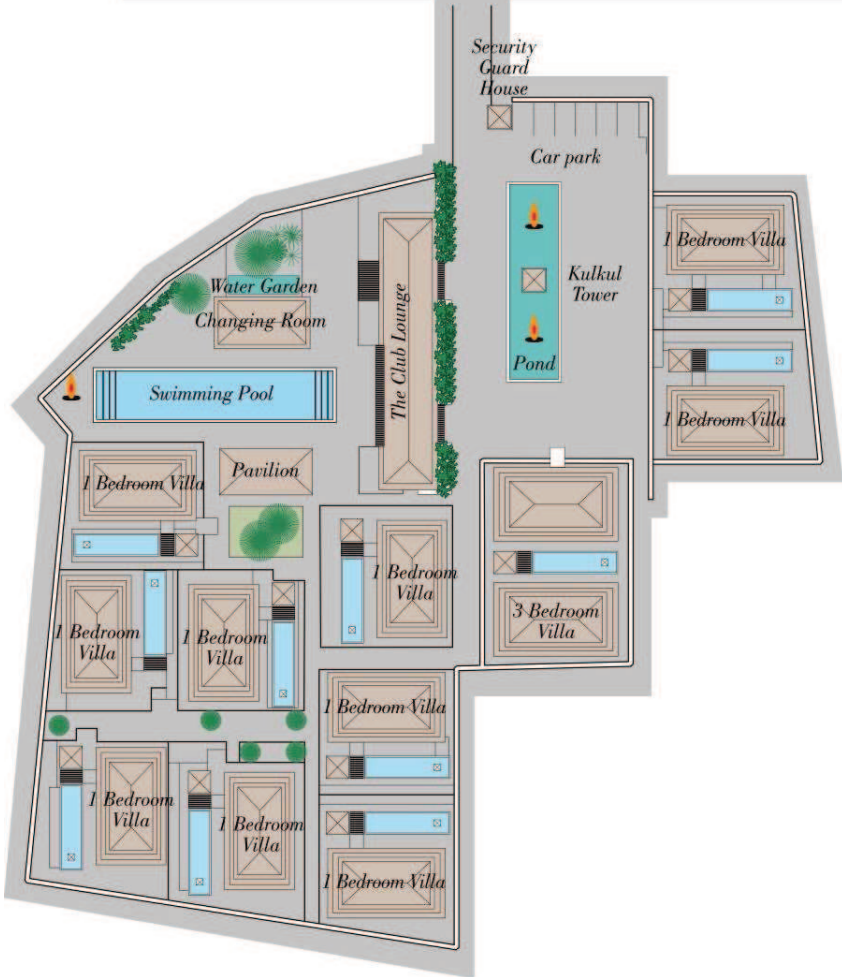 Security
Guard
House
Car park
1 Bedroom Villa
Water Garden
Kulkul
Tower
Changing Room
The Club Lounge
Pond
Swimming Pool
1 Bedroom Villa
Pavilion
1 Bedroom Villa
1 Bedroom
Villa
3 Bedroom
Villa
1 Bedroom
Villa
1 Bedroom
Villa
1 Bedroom Villa
1 Bedroom
Villa
1 Bedroom
Villa
1 Bedroom Villa